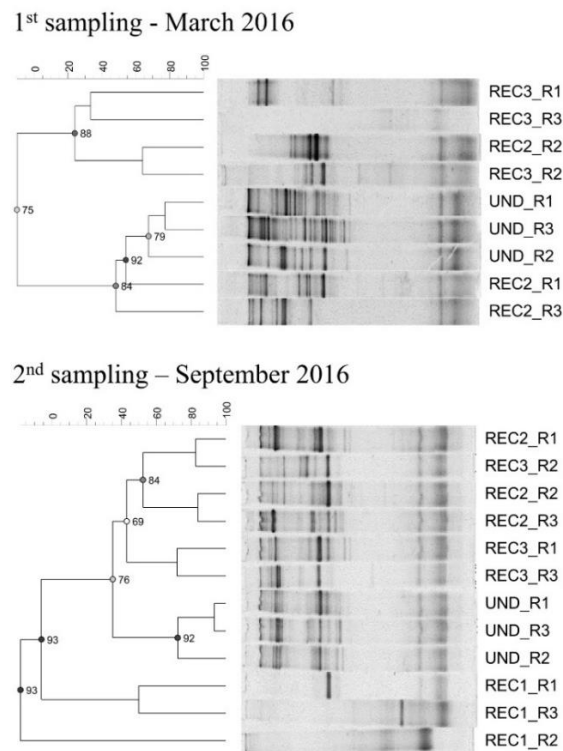 1st sampling - March 2016
0 20 40 60 80 100
REC3_R1
REC3_R3
88
REC2_R2
REC3_R2
75
UND_R1
UND_R3
79
UND_R2
92
REC2_R1
84
REC2_R3
2nd sampling – September 2016
0 20 40 60 80 100
REC2_R1
REC3_R2
84
REC2_R2
REC2_R3
69
REC3_R1
REC3_R3
76
UND_R1
UND_R3
92
UND_R2
93
REC1_R1
93
REC1_R3
REC1_R2